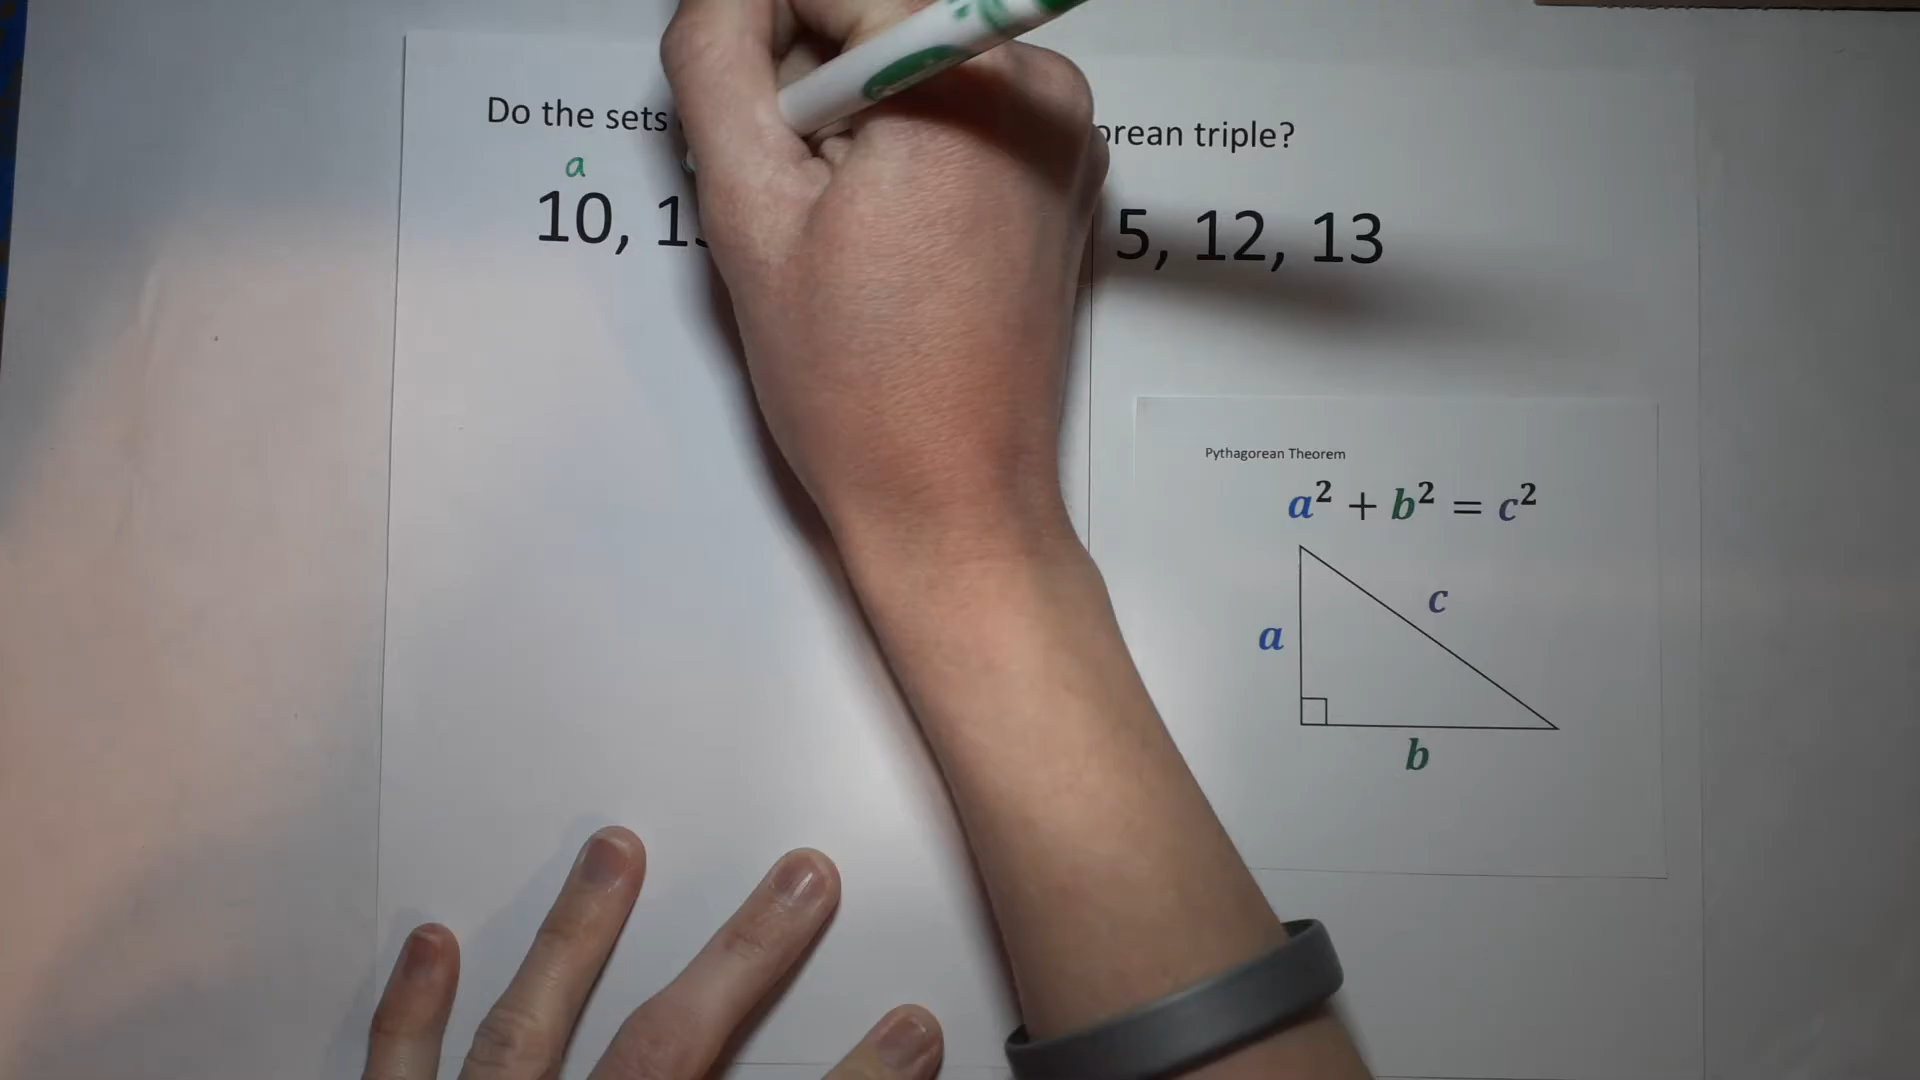 Do the sets orean triple?
a
10, 1
5, 12, 13
Pythagorean Theorem
a² + b² = c²
c
a
b